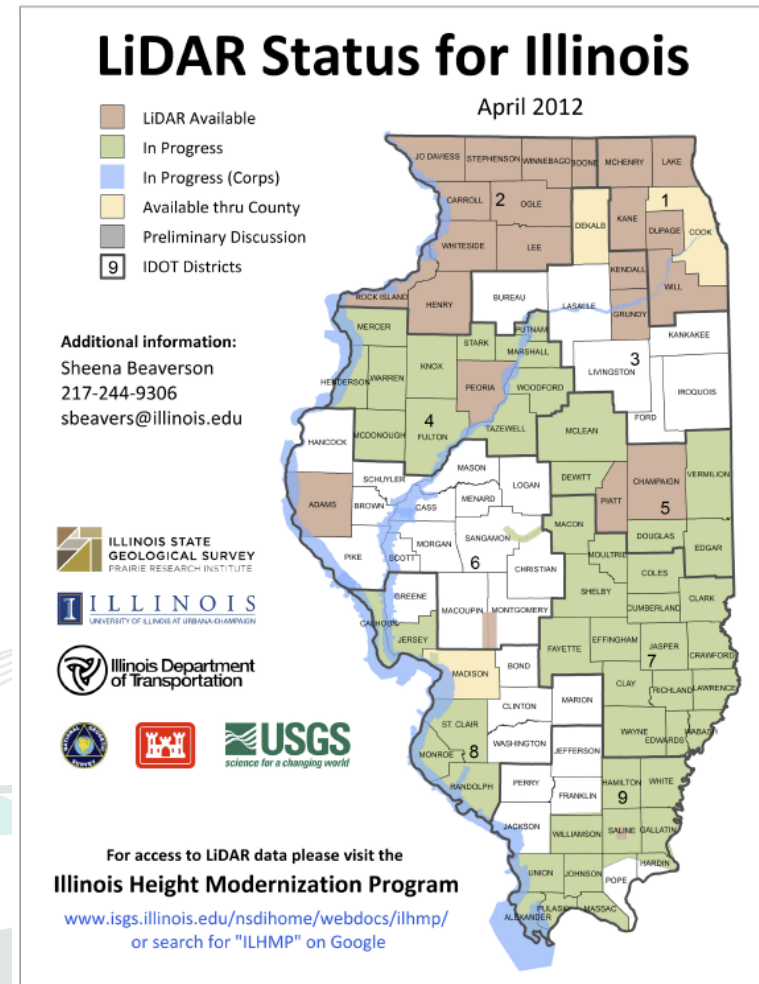 LiDAR Status for Illinois
April 2012
LiDAR Available
In Progress
In Progress (Corps)
Available thru County
Preliminary Discussion
9 IDOT Districts
Additional information:
Sheena Beaverson
217-244-9306
sbeavers@illinois.edu
JO DAVIESS STEPHENSON WINNEBAGO BOONE MCHENRY LAKE
CARROLL 2 OGLE DEKALB KANE 1 DUPAGE COOK
WHITESIDE LEE
KENDALL WILL
ROCK ISLAND HENRY BUREAU LASALLE GRUNDY
MERCER PUTNAM KANKAKEE
STARK MARSHALL 3
HENDERSON WARREN KNOX PEORIA WOODFORD LIVINGSTON IROQUOIS
4 FORD
HANCOCK MCDONOUGH FULTON TAZEWELL MCLEAN
MASON
SCHUYLER LOGAN DEWITT CHAMPAIGN VERMILION
ADAMS BROWN CASS MENARD PIATT 5
MACON
PIKE SCOTT MORGAN SANGAMON DOUGLAS EDGAR
6 CHRISTIAN MOULTRIE COLES
GREENE SHELBY CLARK
CALHOUN MACOUPIN MONTGOMERY CUMBERLAND
JERSEY FAYETTE EFFINGHAM JASPER CRAWFORD
7
MADISON BOND CLAY RICHLAND LAWRENCE
CLINTON MARION
ST. CLAIR WAYNE EDWARDS WABASH
MONROE 8 WASHINGTON JEFFERSON
RANDOLPH PERRY HAMILTON WHITE
FRANKLIN 9
JACKSON WILLIAMSON SALINE GALLATIN
HARDIN
UNION JOHNSON POPE
ALEXANDER PULASKI MASSAC
ILLINOIS STATE
GEOLOGICAL SURVEY
PRAIRIE RESEARCH INSTITUTE
I ILLINOIS
UNIVERSITY OF ILLINOIS AT URBANA-CHAMPAIGN
Illinois Department
of Transportation
USGS
science for a changing world
For access to LiDAR data please visit the
Illinois Height Modernization Program
www.isgs.illinois.edu/nsdihome/webdocs/ilhmp/
or search for "ILHMP" on Google